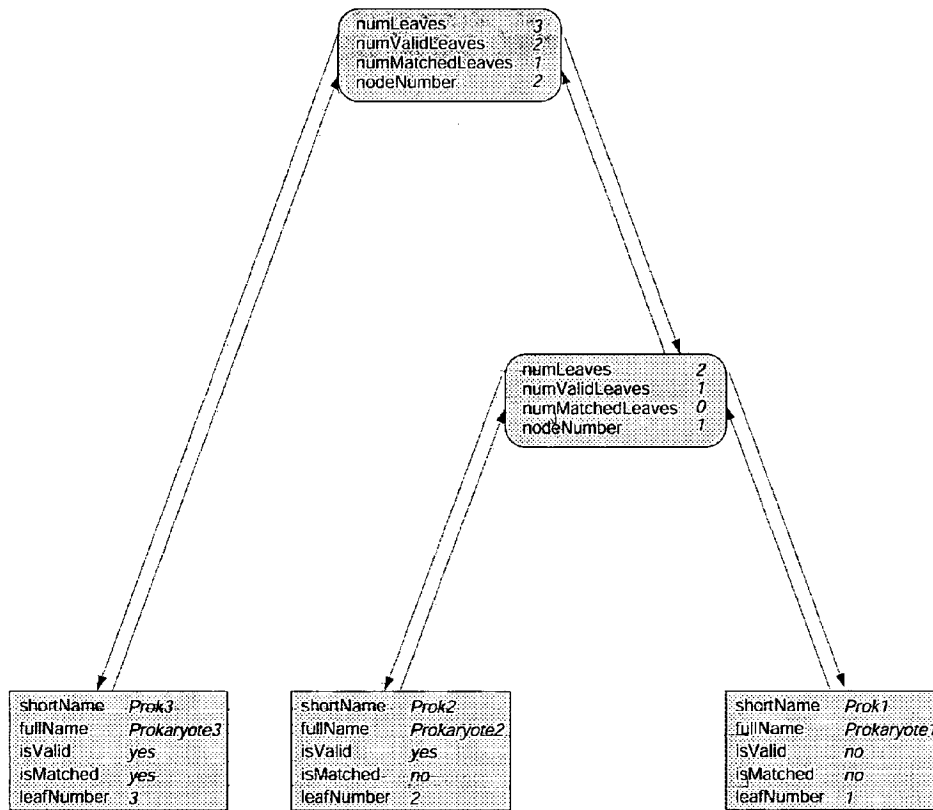 numLeaves 3
numValidLeaves 2
numMatchedLeaves 1
nodeNumber 2
numLeaves 2
numValidLeaves 1
numMatchedLeaves 0
nodeNumber 1
shortName Prok3
fullName Prokaryote3
isValid yes
isMatched yes
leafNumber 3
shortName Prok2
fullName Prokaryote2
isValid yes
isMatched no
leafNumber 2
shortName Prok1
fullName Prokaryote1
isValid no
isMatched no
leafNumber 1